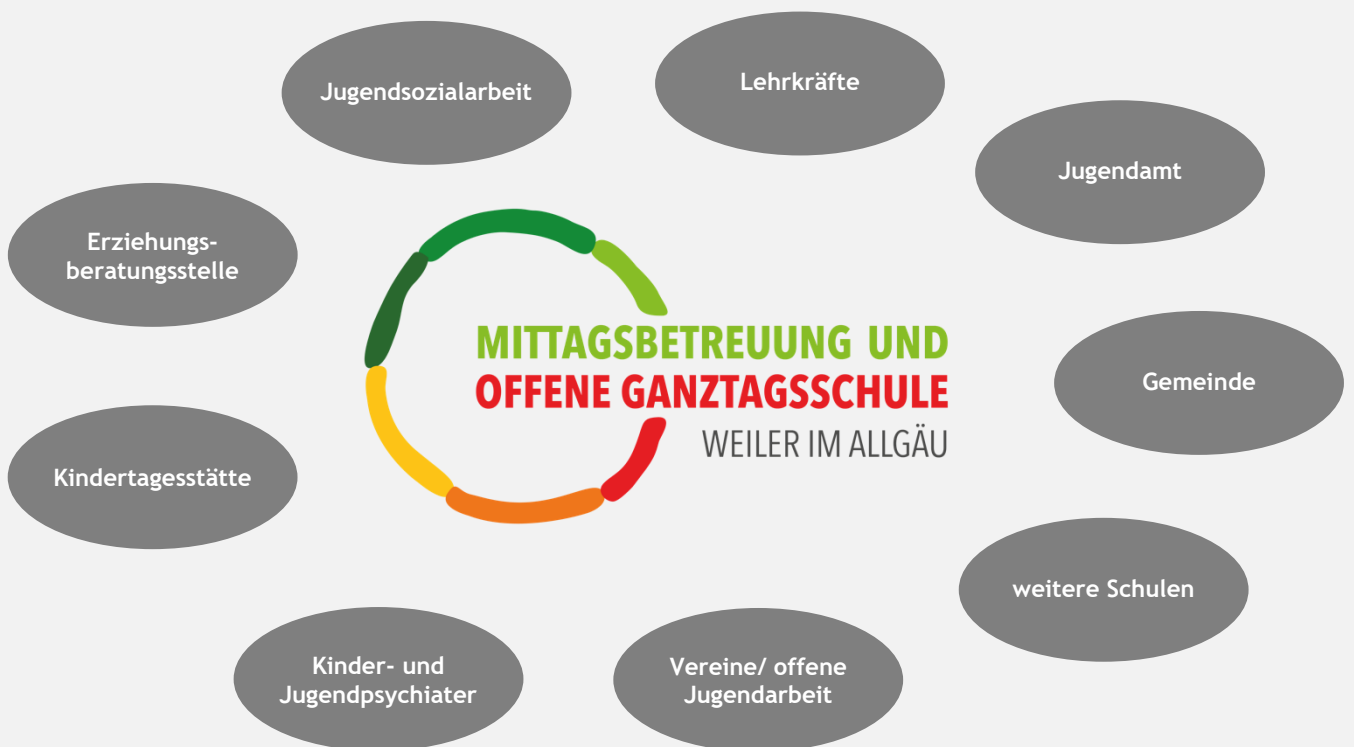 Jugendsozialarbeit
Lehrkräfte
Jugendamt
Erziehungs-
beratungsstelle
MITTAGSBETREUUNG UND
OFFENE GANZTAGSSCHULE
WEILER IM ALLGÄU
Gemeinde
Kindertagesstätte
weitere Schulen
Kinder- und
Jugendpsychiater
Vereine/ offene
Jugendarbeit